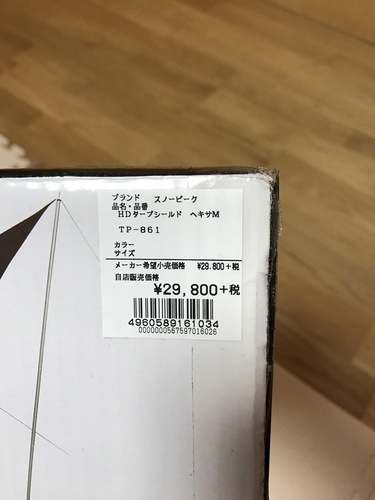 ブランド スノーピーク
品名・品番
HDタープシールド ヘキサM
TP-861
カラー
サイズ
メーカー希望小売価格 ¥29,800+税
自店販売価格
¥29,800+税
4960589161034
0000000567597016026